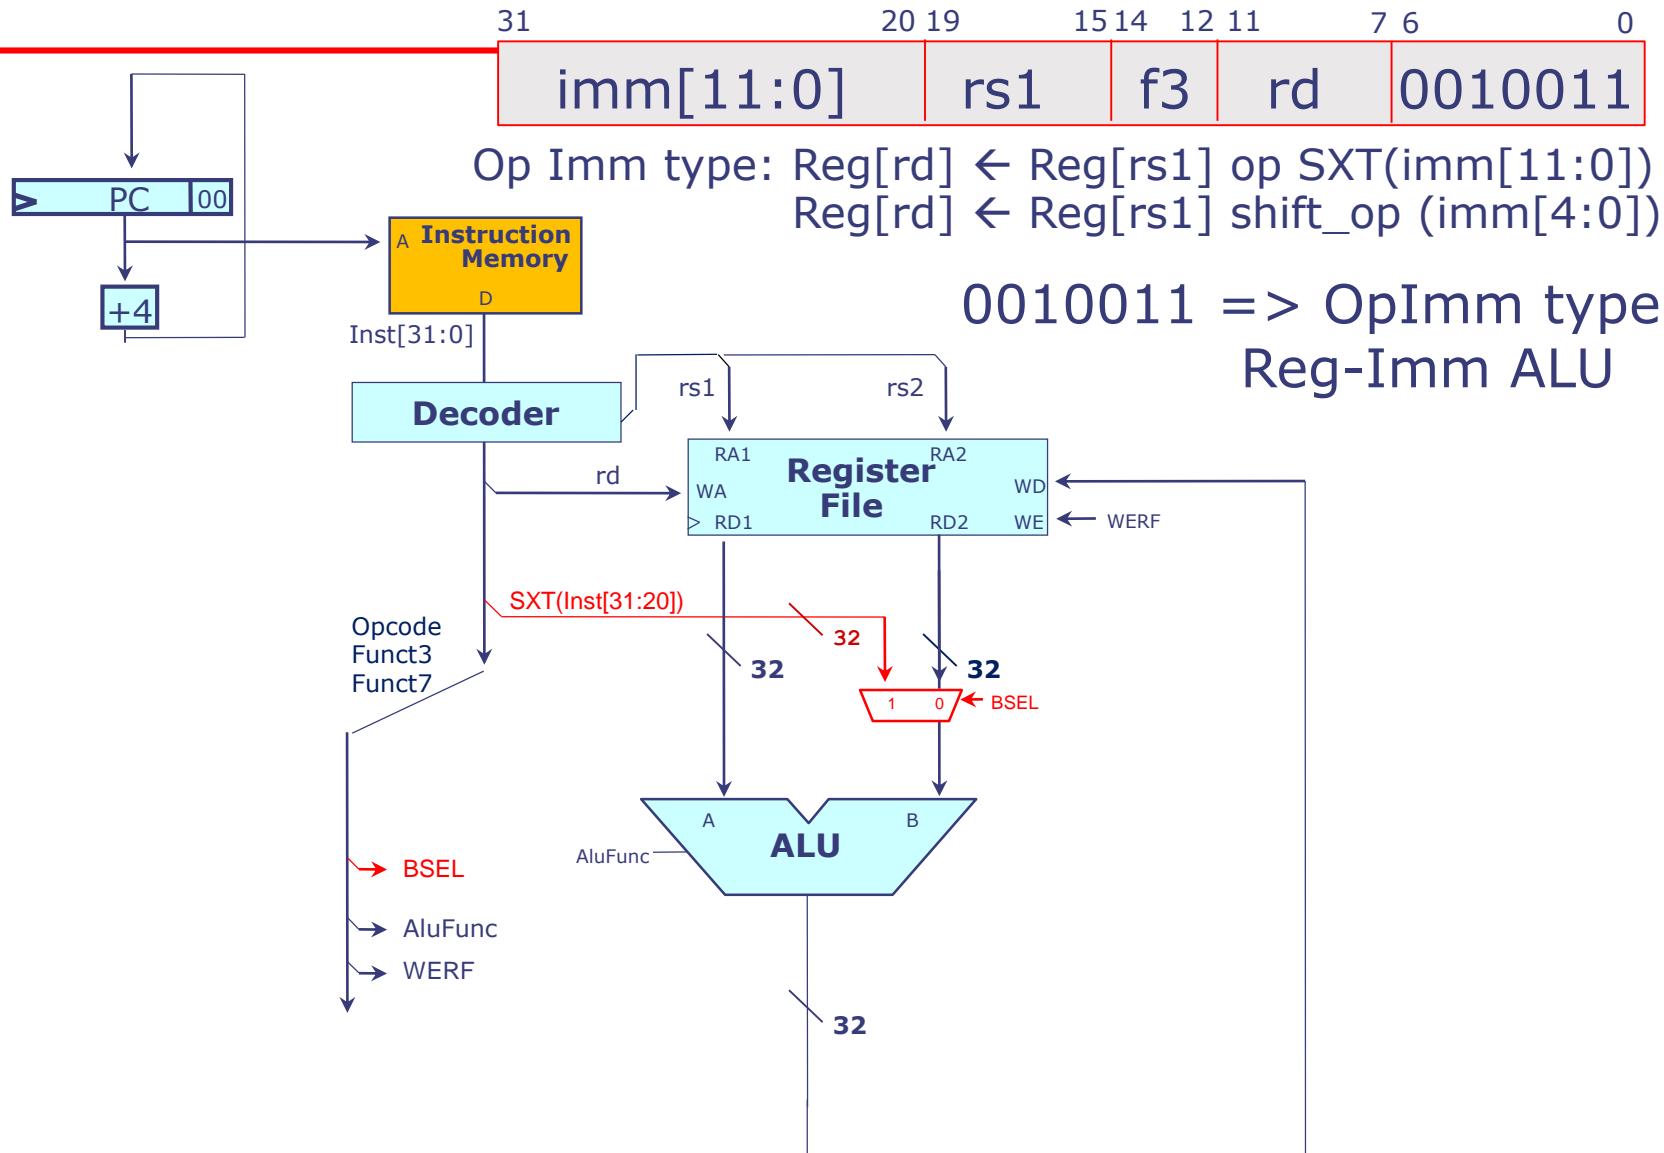 31 20 19 15 14 12 11 7 6 0
imm[11:0] rs1 f3 rd 0010011
Op Imm type: Reg[rd] ← Reg[rs1] op SXT(imm[11:0])
Reg[rd] ← Reg[rs1] shift_op (imm[4:0])
0010011 => OpImm type
Reg-Imm ALU
PC 00
+4
A Instruction
Memory
D
Inst[31:0]
Decoder
rs1 rs2
rd
RA1 RA2
Register
File
WA WD
RD1 RD2 WE
WERF
SXT(Inst[31:20])
32
32
32
Opcode
Funct3
Funct7
1 0 BSEL
A B
ALU
AluFunc
BSEL
AluFunc
WERF
32